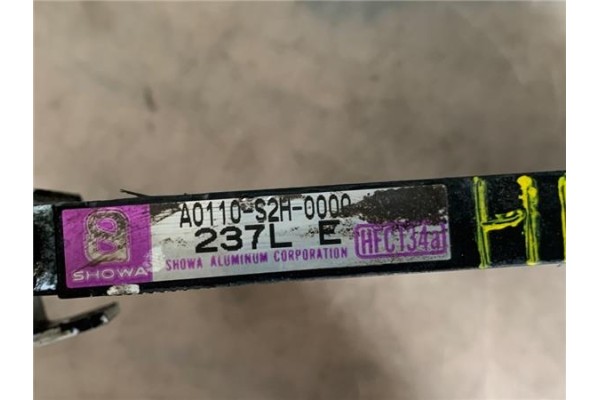 A0110-S2H-0000
237L E HFC134a
SHOWA
SHOWA ALUMINUM CORPORATION